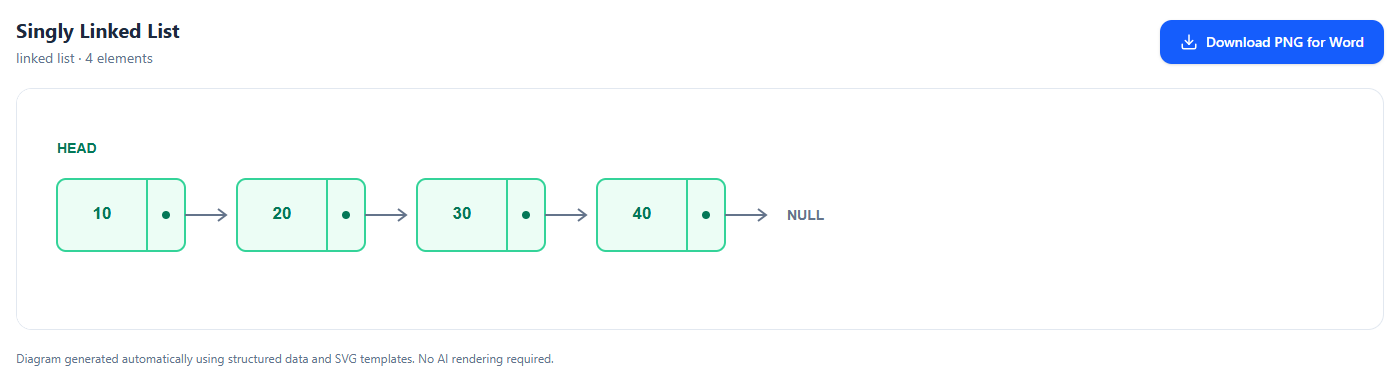 Singly Linked List
linked list · 4 elements
Download PNG for Word
HEAD
10 20 30 40 NULL
Diagram generated automatically using structured data and SVG templates. No AI rendering required.